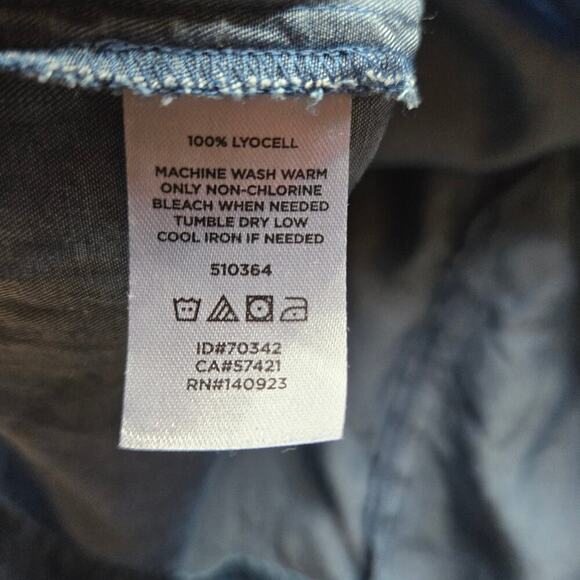 100% LYOCELL
MACHINE WASH WARM
ONLY NON-CHLORINE
BLEACH WHEN NEEDED
TUMBLE DRY LOW
COOL IRON IF NEEDED
510364
ID#70342
CA#57421
RN#140923